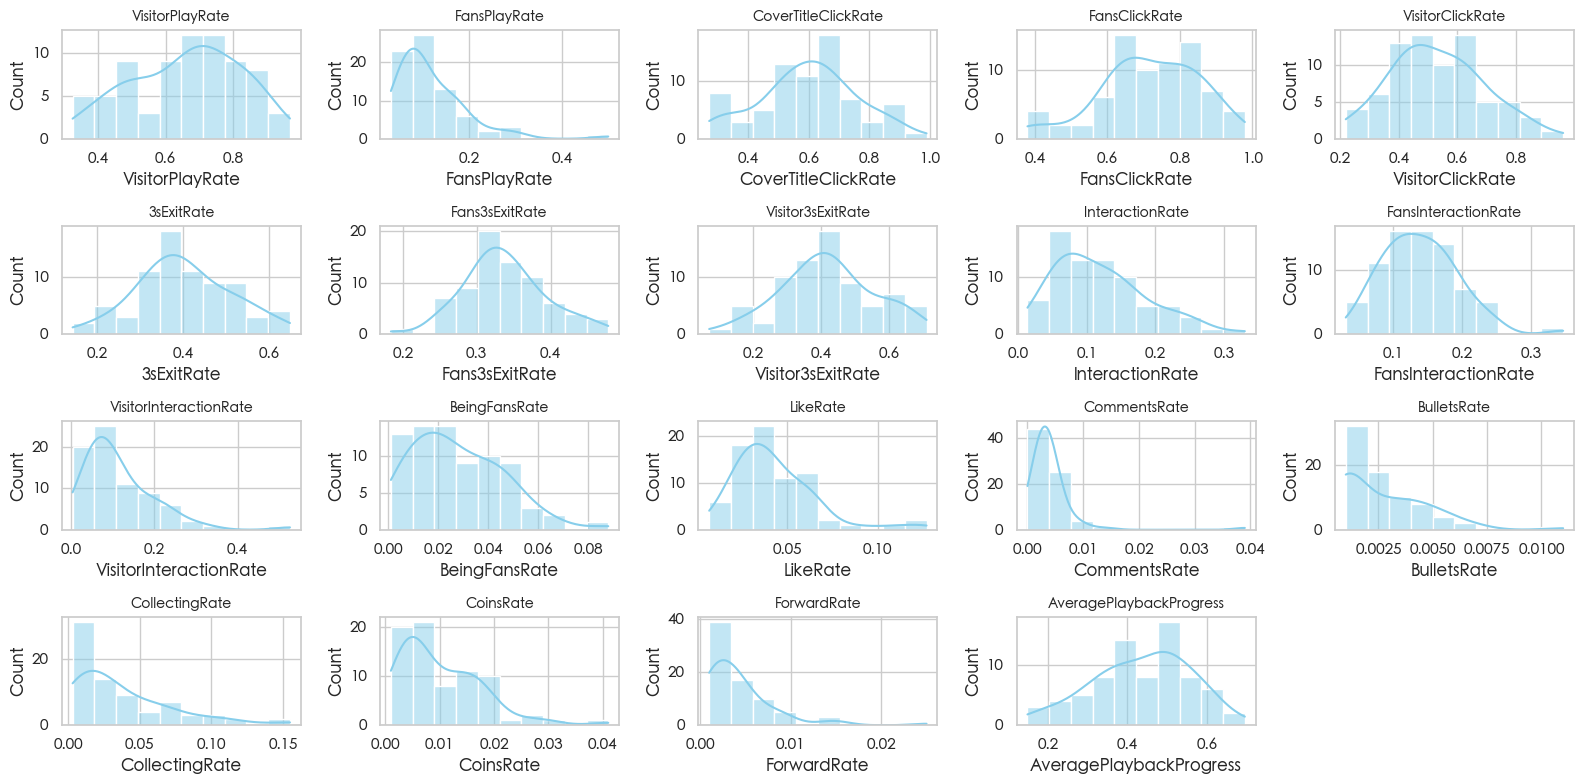 VisitorPlayRate
FansPlayRate
CoverTitleClickRate
FansClickRate
VisitorClickRate
10
5
0
Count
0.4 0.6 0.8
VisitorPlayRate
20
10
0
Count
0.2 0.4
FansPlayRate
10
0
Count
0.4 0.6 0.8 1.0
CoverTitleClickRate
10
0
Count
0.4 0.6 0.8 1.0
FansClickRate
10
5
0
Count
0.2 0.4 0.6 0.8
VisitorClickRate
3sExitRate
Fans3sExitRate
Visitor3sExitRate
InteractionRate
FansInteractionRate
10
0
Count
0.2 0.4 0.6
3sExitRate
20
10
0
Count
0.2 0.3 0.4
Fans3sExitRate
10
0
Count
0.2 0.4 0.6
Visitor3sExitRate
10
0
Count
0.0 0.1 0.2 0.3
InteractionRate
10
0
Count
0.1 0.2 0.3
FansInteractionRate
VisitorInteractionRate
BeingFansRate
LikeRate
CommentsRate
BulletsRate
20
10
0
Count
0.0 0.2 0.4
VisitorInteractionRate
10
5
0
Count
0.00 0.02 0.04 0.06 0.08
BeingFansRate
20
10
0
Count
0.05 0.10
LikeRate
40
20
0
Count
0.00 0.01 0.02 0.03 0.04
CommentsRate
20
0
Count
0.0025 0.0050 0.0075 0.0100
BulletsRate
CollectingRate
CoinsRate
ForwardRate
AveragePlaybackProgress
20
0
Count
0.00 0.05 0.10 0.15
CollectingRate
20
10
0
Count
0.00 0.01 0.02 0.03 0.04
CoinsRate
40
20
0
Count
0.00 0.01 0.02
ForwardRate
10
0
Count
0.2 0.4 0.6
AveragePlaybackProgress